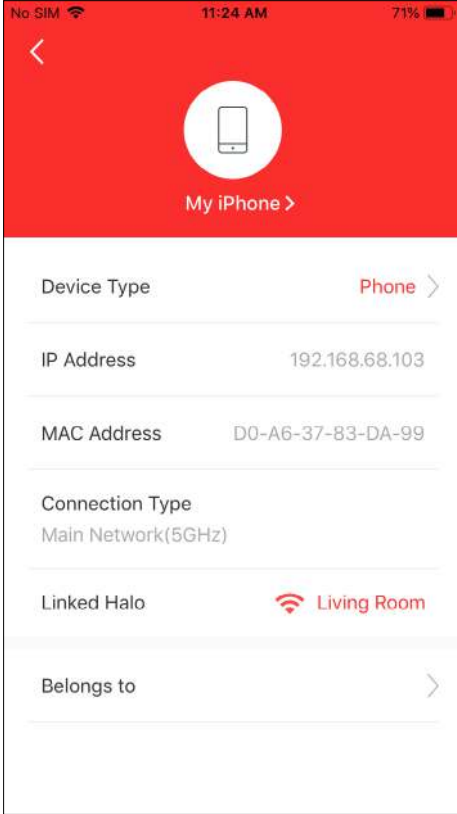 No SIM 11:24 AM 71%
My iPhone >
Device Type Phone >
IP Address 192.168.68.103
MAC Address D0-A6-37-83-DA-99
Connection Type
Main Network(5GHz)
Linked Halo Living Room
Belongs to >